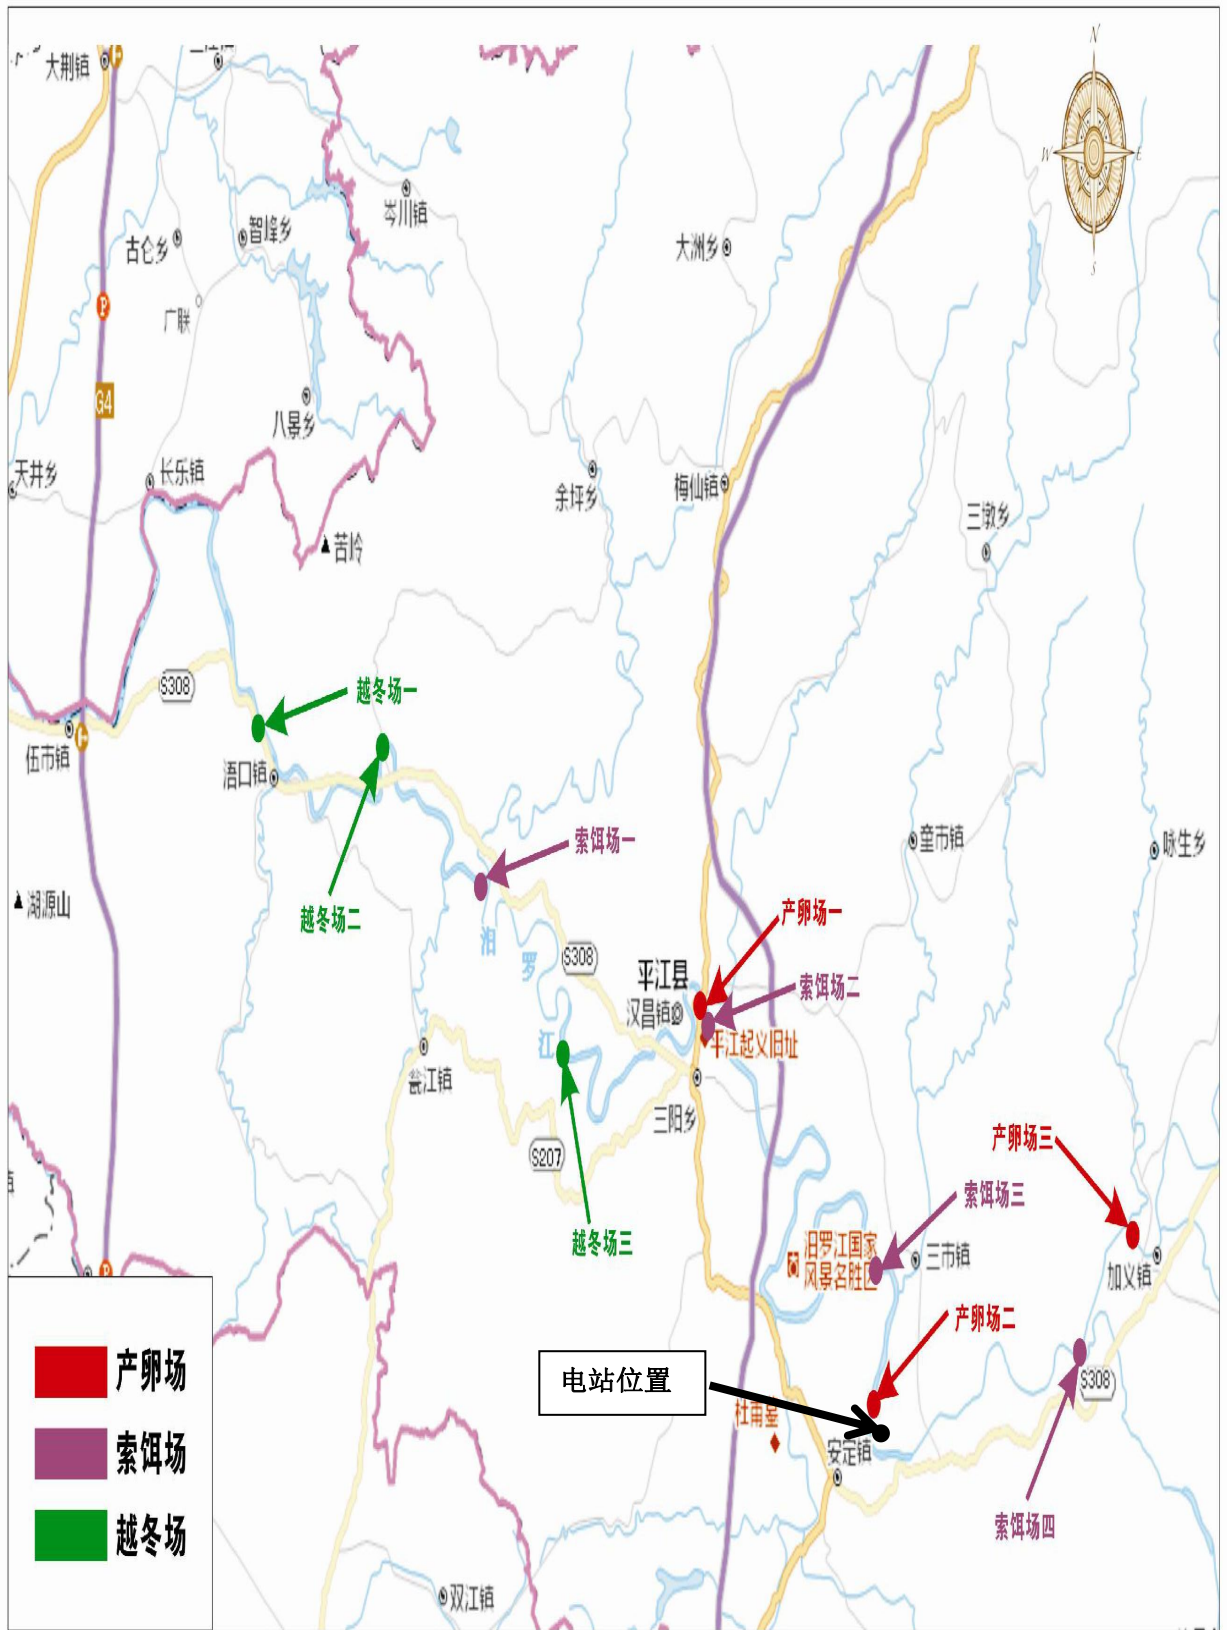 N
大荆镇
W
E
岑川镇
智峰乡
古仑乡
大洲乡
S
P
广联
G4
八景乡
天井乡
长乐镇
余坪乡
梅仙镇
三墩乡
苦岭
S308
越冬场一
伍市镇
浯口镇
索饵场一
童市镇
咏生乡
湖源山
越冬场二
产卵场一
汨
罗
江
S308
平江县
索饵场二
汉昌镇
平江起义旧址
瓮江镇
三阳乡
产卵场三
S207
索饵场三
越冬场三
汨罗江国家
风景名胜区
三市镇
加义镇
P
产卵场二
产卵场
电站位置
S308
杜甫墓
索饵场
安定镇
索饵场四
越冬场
双江镇